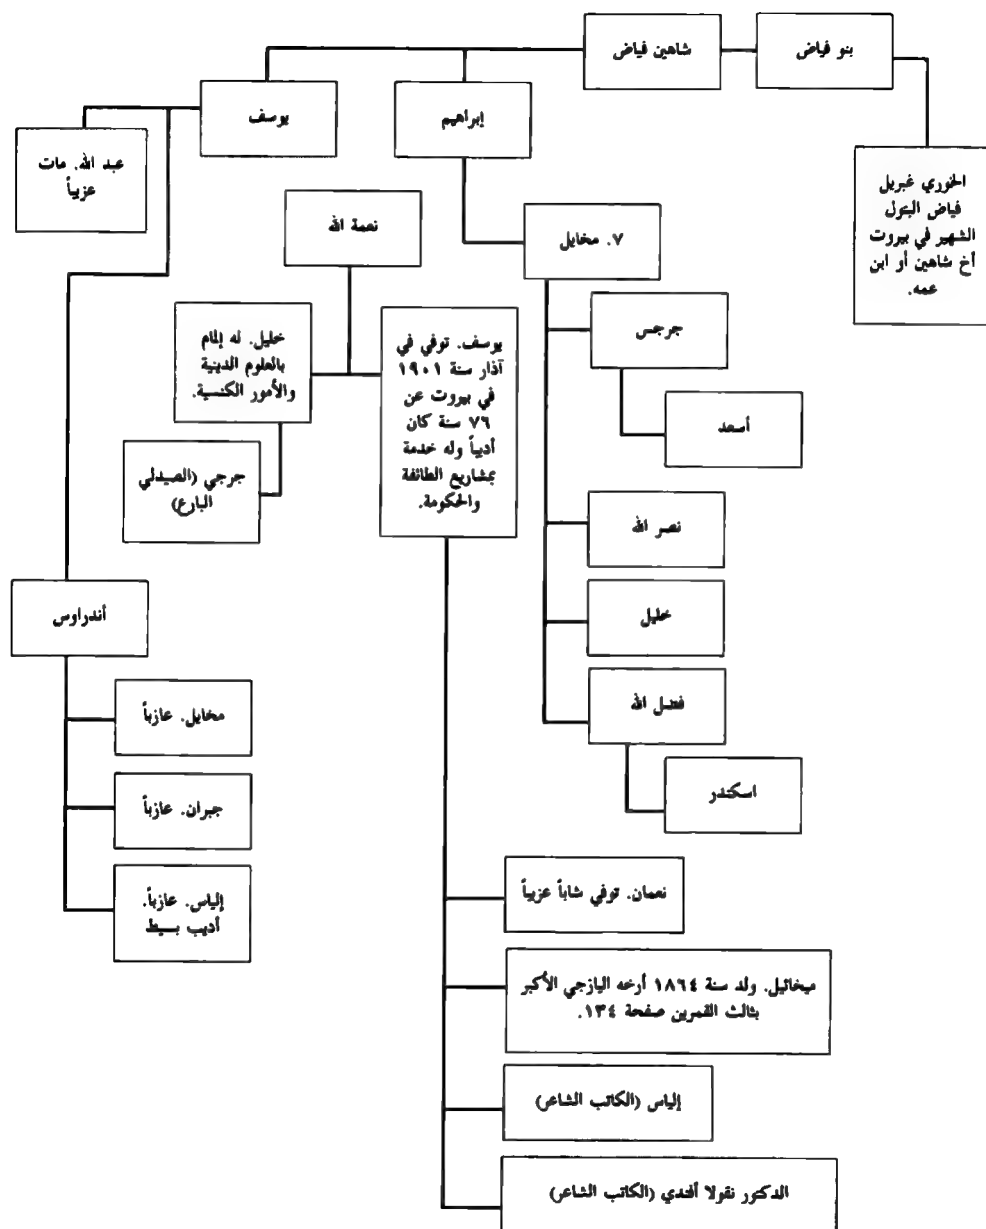 بنو فياض
شاهين فياض
الخوري غبريل
فياض البتول
الشهير في بيروت
أخ شاهين أو ابن
عمه.
إبراهيم
يوسف
عبد الله. مات
عزيباً
نعمة الله
٧. مخايل
جرجس
أسعد
خليل. له إلمام
بالعلوم الدينية
والأمور الكنسية.
يوسف. توفي في
آذار سنة ١٩٠١
في بيروت عن
٧٦ سنة كان
أديباً وله خدمة
بمشاريع الطائفة
والحكومة.
جرجي (الصيدلي
البارع)
نصر الله
خليل
فضل الله
اسكندر
أندراوس
مخايل. عازباً
جبران. عازباً
إلياس. عازباً.
أديب بسيط
نعمان. توفي شاباً عزيباً
ميخائيل. ولد سنة ١٨٦٤ أرخه اليازجي الأكبر
بثالث القمرين صفحة ١٣٤.
إلياس (الكاتب الشاعر)
الدكتور نقولا أفندي (الكاتب الشاعر)